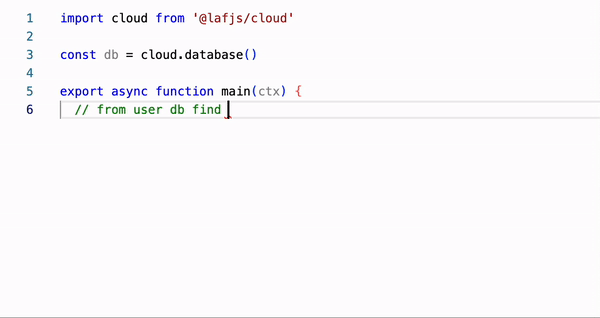 1 import cloud from '@lafjs/cloud'
2
3 const db = cloud.database()
4
5 export async function main(ctx) {
6 // from user db find